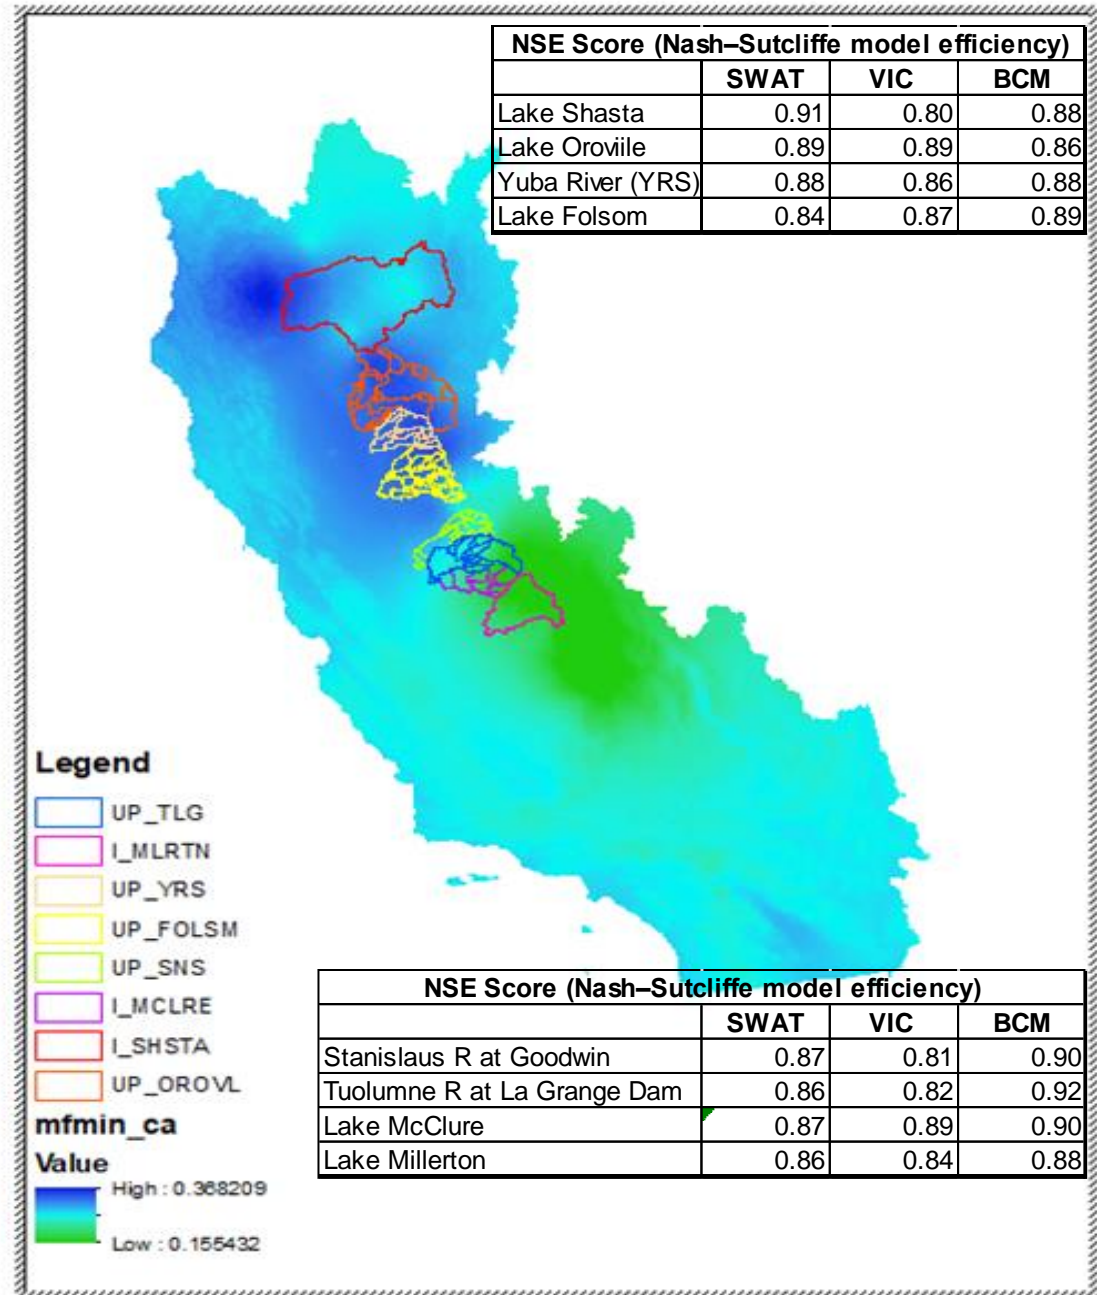 NSE Score (Nash–Sutcliffe model efficiency)
SWAT VIC BCM
Lake Shasta 0.91 0.80 0.88
Lake Oroviile 0.89 0.89 0.86
Yuba River (YRS) 0.88 0.86 0.88
Lake Folsom 0.84 0.87 0.89
Legend
UP_TLG
I_MLRTN
UP_YRS
UP_FOLSM
UP_SNS
I_MCLRE
I_SHSTA
UP_OROVL
mfmin_ca
Value
High : 0.368209
Low : 0.155432
NSE Score (Nash–Sutcliffe model efficiency)
SWAT VIC BCM
Stanislaus R at Goodwin 0.87 0.81 0.90
Tuolumne R at La Grange Dam 0.86 0.82 0.92
Lake McClure 0.87 0.89 0.90
Lake Millerton 0.86 0.84 0.88